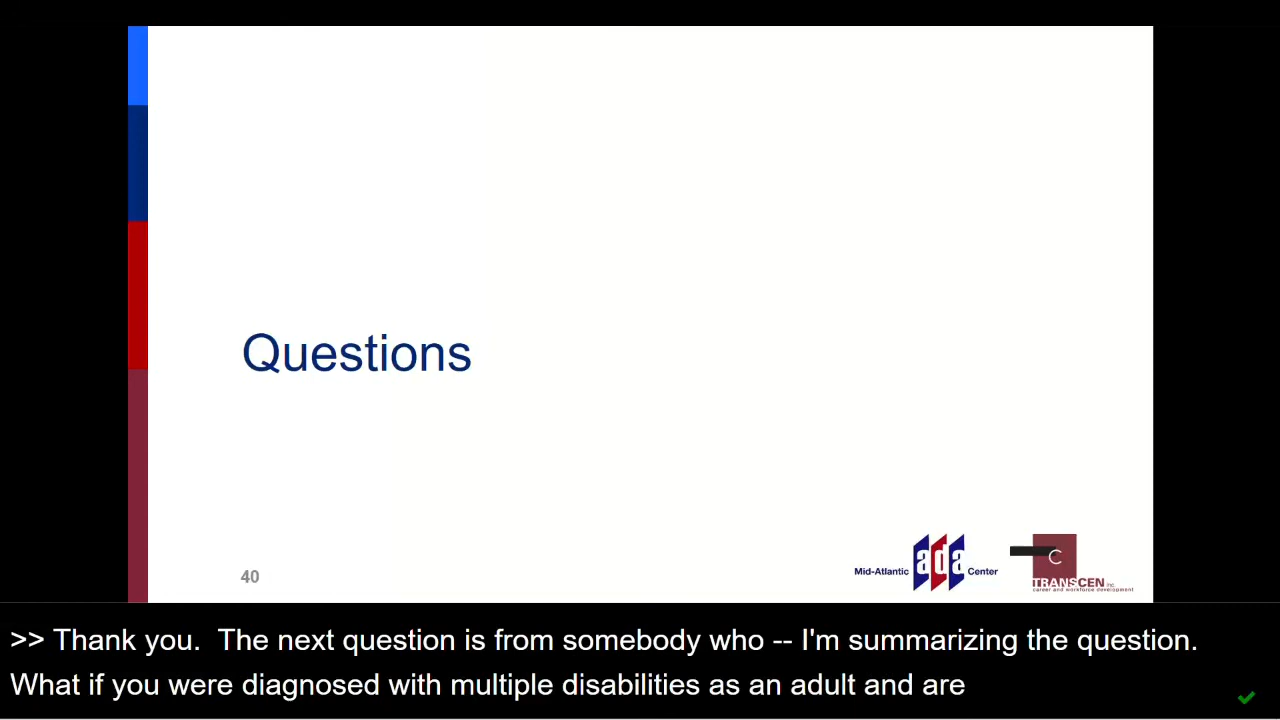 Questions
40
Mid-Atlantic ada Center
C
TRANSCEN inc.
career and workforce development
>> Thank you.  The next question is from somebody who -- I'm summarizing the question.
What if you were diagnosed with multiple disabilities as an adult and are